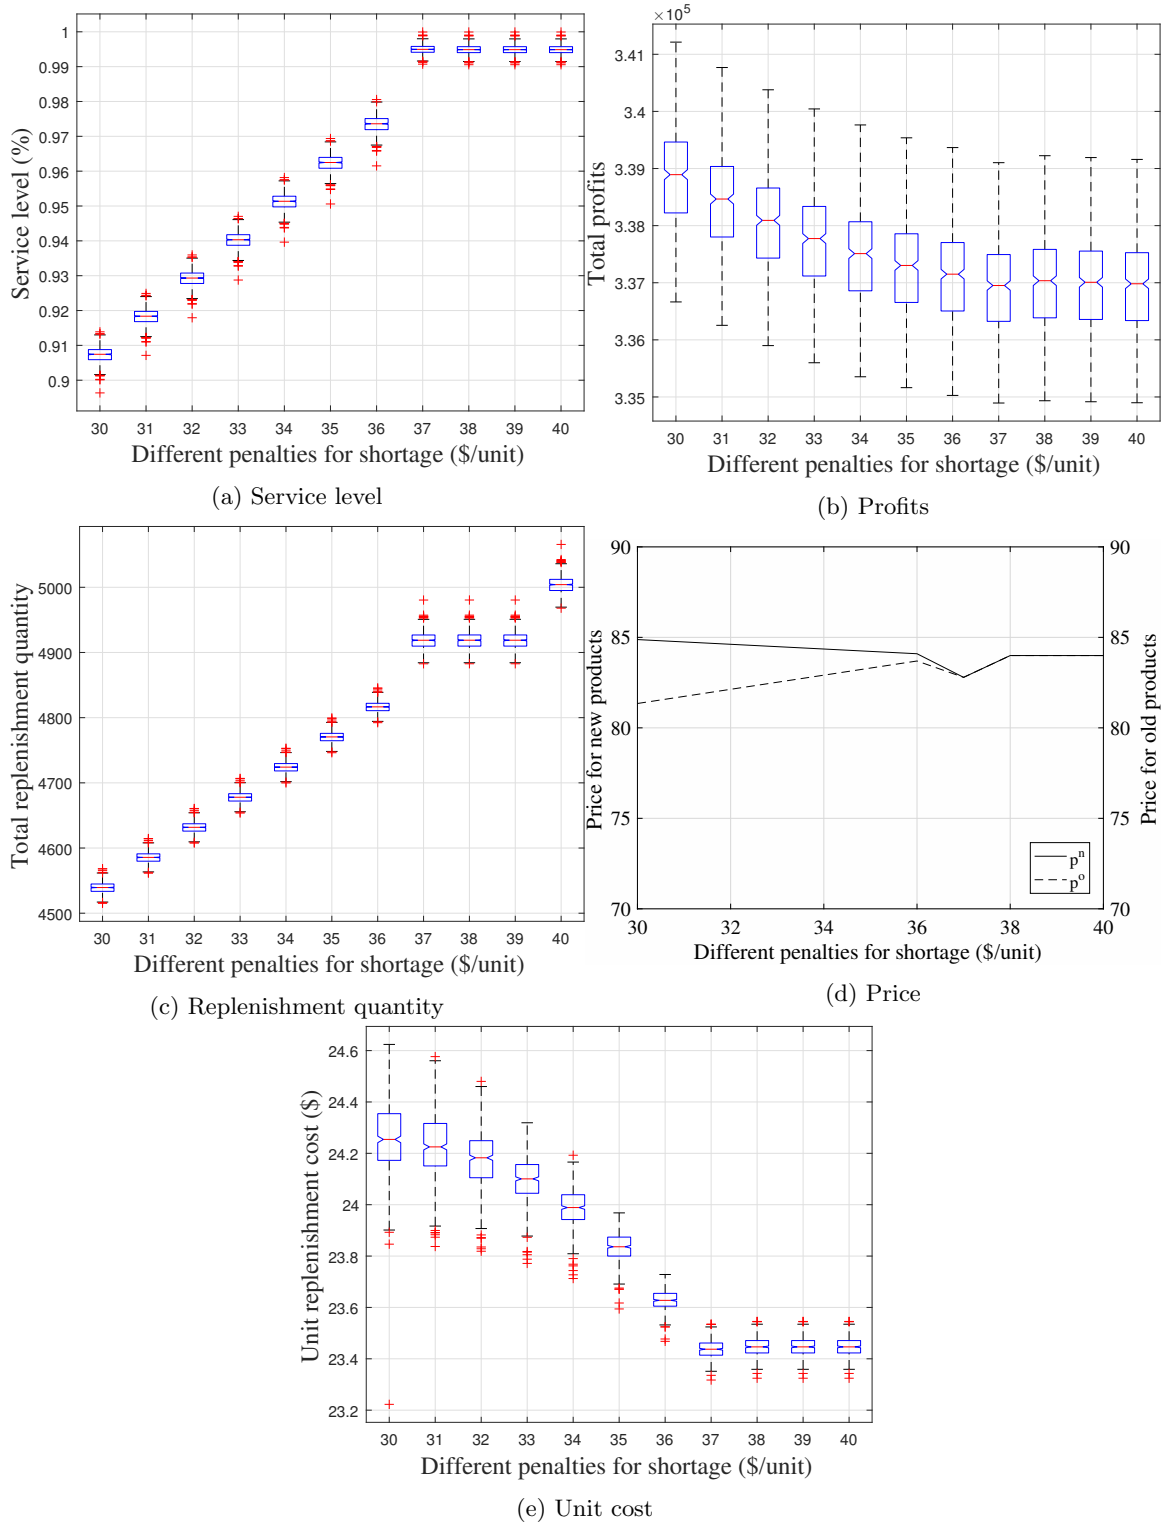 1
0.99
0.98
0.97
0.96
0.95
0.94
0.93
0.92
0.91
0.9
Service level (%)
30 31 32 33 34 35 36 37 38 39 40
Different penalties for shortage ($/unit)
(a) Service level
×10⁵
3.41
3.4
3.39
3.38
3.37
3.36
3.35
Total profits
30 31 32 33 34 35 36 37 38 39 40
Different penalties for shortage ($/unit)
(b) Profits
5000
4900
4800
4700
4600
4500
Total replenishment quantity
30 31 32 33 34 35 36 37 38 39 40
Different penalties for shortage ($/unit)
(c) Replenishment quantity
90
85
80
75
70
Price for new products
90
85
80
75
70
Price for old products
pⁿ
pᵒ
30 32 34 36 38 40
Different penalties for shortage ($/unit)
(d) Price
24.6
24.4
24.2
24
23.8
23.6
23.4
23.2
Unit replenishment cost ($)
30 31 32 33 34 35 36 37 38 39 40
Different penalties for shortage ($/unit)
(e) Unit cost